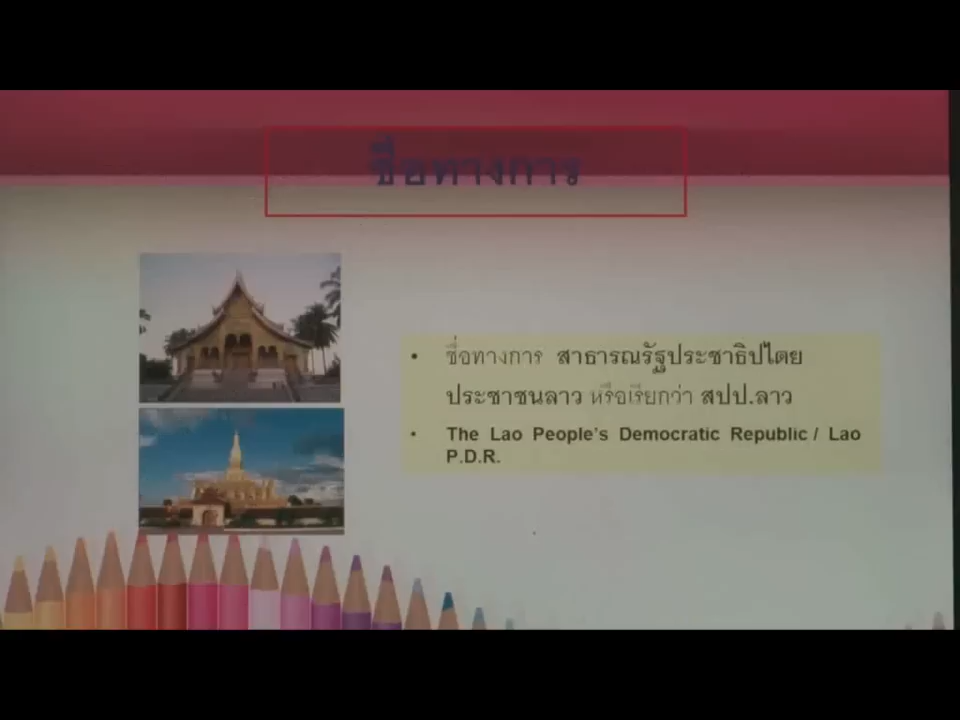 ชื่อทางการ
• ชื่อทางการ สาธารณรัฐประชาธิปไตย
ประชาชนลาว หรือเรียกว่า สปป.ลาว
• The Lao People's Democratic Republic / Lao
P.D.R.